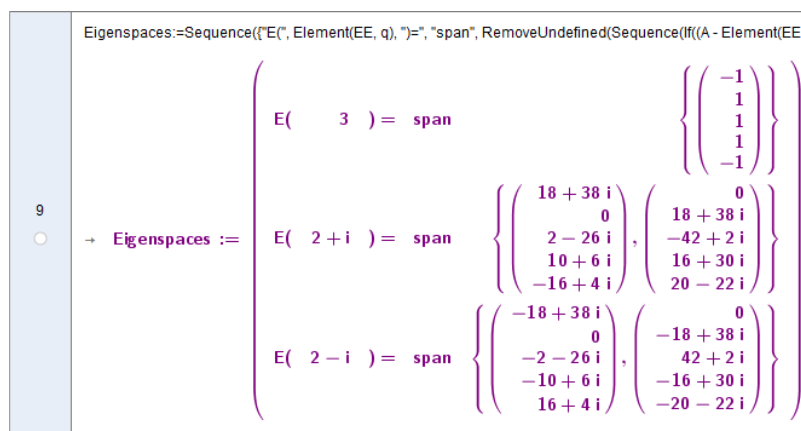 Eigenspaces:=Sequence({"E(", Element(EE, q), ")=", "span", RemoveUndefined(Sequence(If((A - Element(EE
9
→ Eigenspaces :=
E( 3 ) = span { ( −1 1 1 1 −1 ) }
E( 2 + i ) = span { ( 18 + 38 i 0 2 − 26 i 10 + 6 i −16 + 4 i ) , ( 0 18 + 38 i −42 + 2 i 16 + 30 i 20 − 22 i ) }
E( 2 − i ) = span { ( −18 + 38 i 0 −2 − 26 i −10 + 6 i 16 + 4 i ) , ( 0 −18 + 38 i 42 + 2 i −16 + 30 i −20 − 22 i ) }